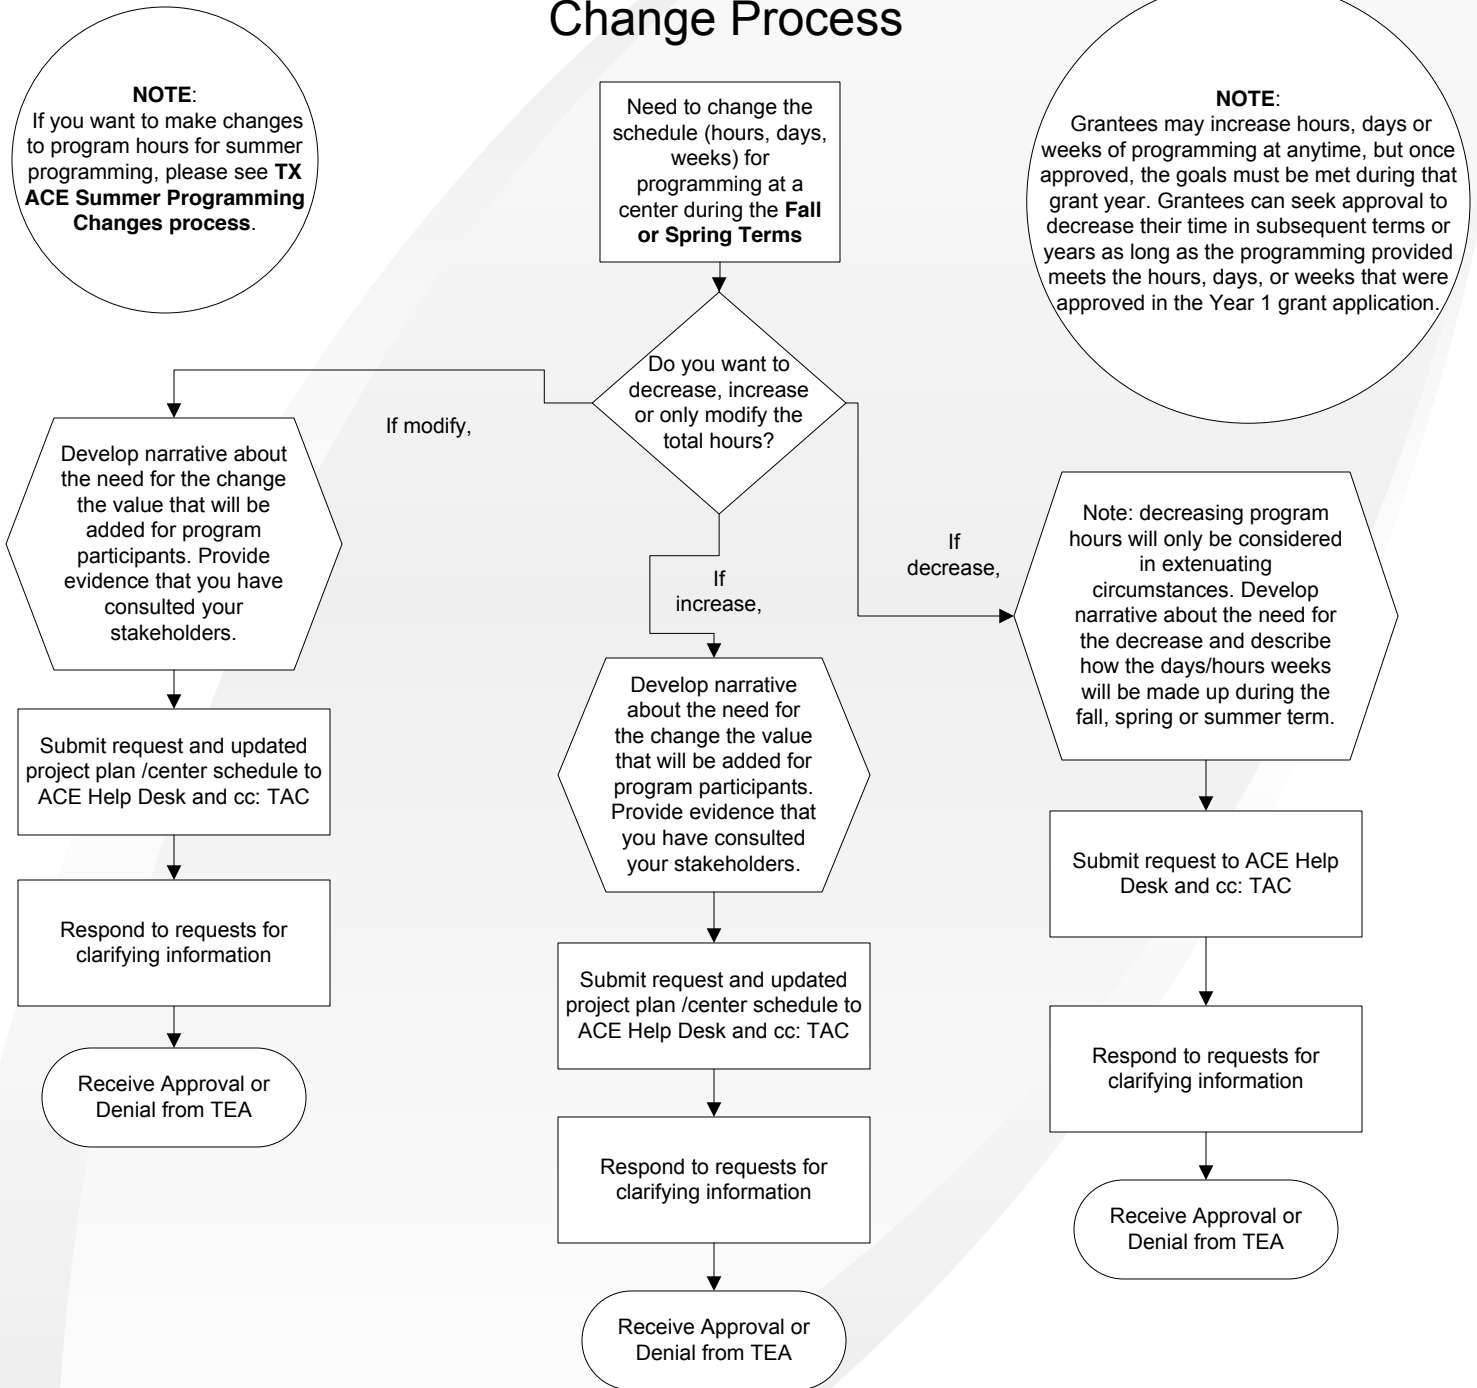 Change Process
NOTE:
If you want to make changes
to program hours for summer
programming, please see TX
ACE Summer Programming
Changes process.
Need to change the
schedule (hours, days,
weeks) for
programming at a
center during the Fall
or Spring Terms
NOTE:
Grantees may increase hours, days or
weeks of programming at anytime, but once
approved, the goals must be met during that
grant year. Grantees can seek approval to
decrease their time in subsequent terms or
years as long as the programming provided
meets the hours, days, or weeks that were
approved in the Year 1 grant application.
Do you want to
decrease, increase
or only modify the
total hours?
If modify,
Develop narrative about
the need for the change
the value that will be
added for program
participants. Provide
evidence that you have
consulted your
stakeholders.
Submit request and updated
project plan /center schedule to
ACE Help Desk and cc: TAC
Respond to requests for
clarifying information
Receive Approval or
Denial from TEA
If
increase,
Develop narrative
about the need for
the change the value
that will be added for
program participants.
Provide evidence that
you have consulted
your stakeholders.
Submit request and updated
project plan /center schedule to
ACE Help Desk and cc: TAC
Respond to requests for
clarifying information
Receive Approval or
Denial from TEA
If
decrease,
Note: decreasing program
hours will only be considered
in extenuating
circumstances. Develop
narrative about the need for
the decrease and describe
how the days/hours weeks
will be made up during the
fall, spring or summer term.
Submit request to ACE Help
Desk and cc: TAC
Respond to requests for
clarifying information
Receive Approval or
Denial from TEA